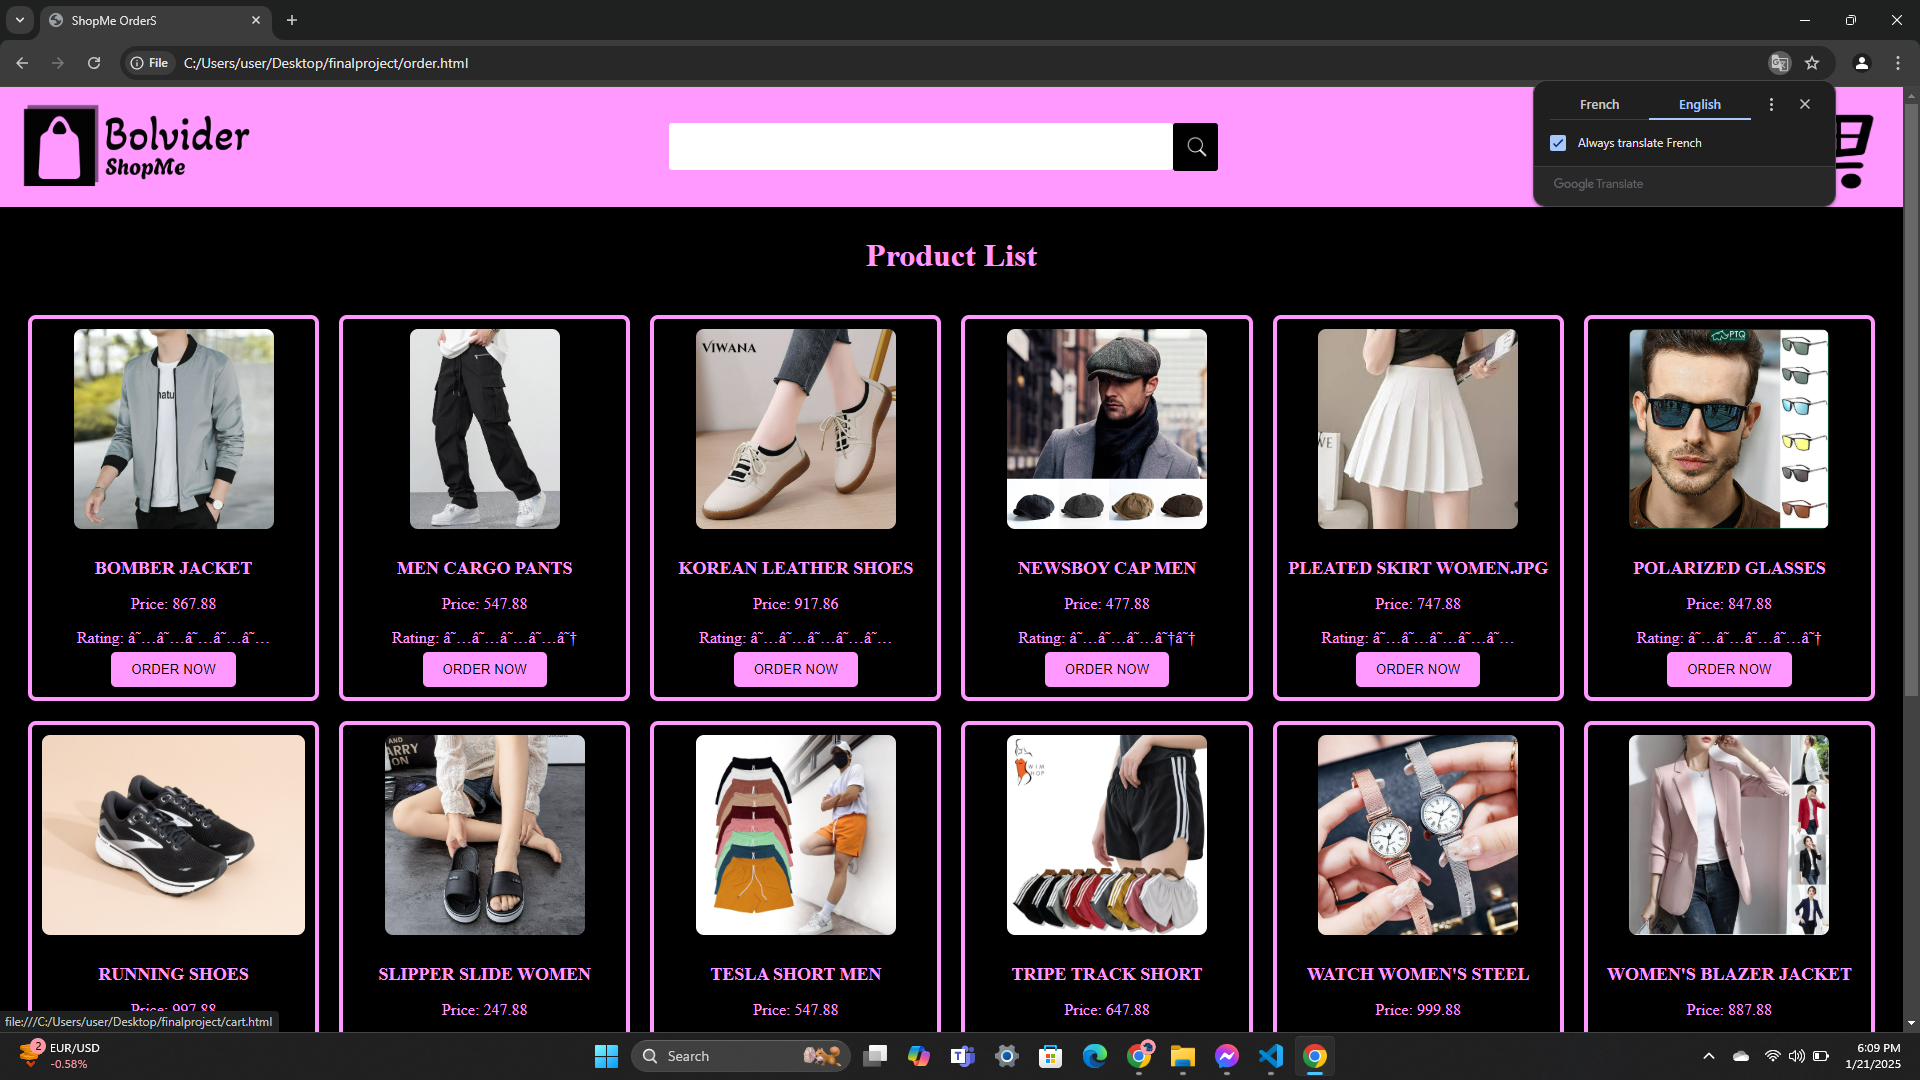 ShopMe OrderS
File C:/Users/user/Desktop/finalproject/order.html
French English
Always translate French
Google Translate
Bolvider
ShopMe
Product List
VIWANA
PTQ
BOMBER JACKET
Price: 867.88
Rating: â˜…â˜…â˜…â˜…â˜…
ORDER NOW
MEN CARGO PANTS
Price: 547.88
Rating: â˜…â˜…â˜…â˜…â˜†
ORDER NOW
KOREAN LEATHER SHOES
Price: 917.86
Rating: â˜…â˜…â˜…â˜…â˜…
ORDER NOW
NEWSBOY CAP MEN
Price: 477.88
Rating: â˜…â˜…â˜…â˜†â˜†
ORDER NOW
PLEATED SKIRT WOMEN.JPG
Price: 747.88
Rating: â˜…â˜…â˜…â˜…â˜…
ORDER NOW
POLARIZED GLASSES
Price: 847.88
Rating: â˜…â˜…â˜…â˜…â˜†
ORDER NOW
AND
ARRY
ON
WIM
HOP
RUNNING SHOES
Price: 997.88
SLIPPER SLIDE WOMEN
Price: 247.88
TESLA SHORT MEN
Price: 547.88
TRIPE TRACK SHORT
Price: 647.88
WATCH WOMEN'S STEEL
Price: 999.88
WOMEN'S BLAZER JACKET
Price: 887.88
file:///C:/Users/user/Desktop/finalproject/cart.html
2
EUR/USD
-0.58%
Search
6:09 PM
1/21/2025